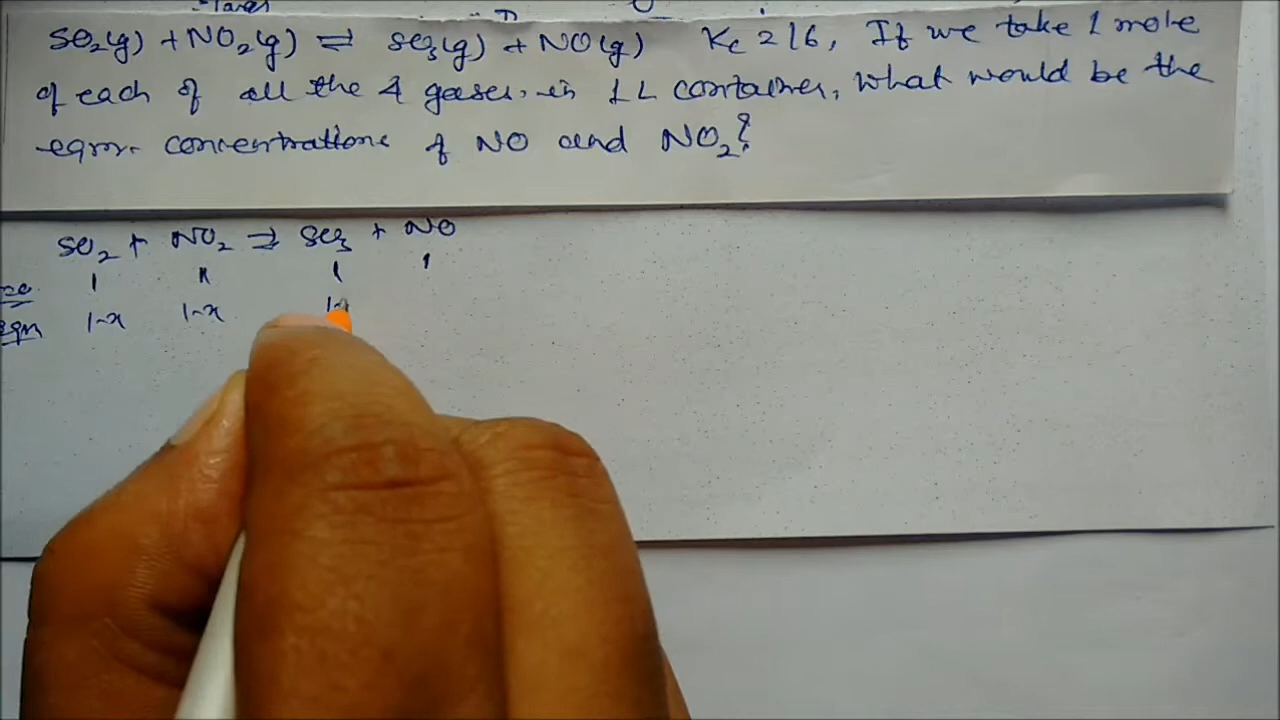 SO₂(g) + NO₂(g) ⇌ SO₃(g) + NO(g) Kc = 16, If we take 1 mole
of each of all the 4 gases. in 1L container, what would be the
eqm. concentrations of NO and NO₂?
SO₂ + NO₂ ⇌ SO₃ + NO
1 1 1 1
eqm 1-x 1-x